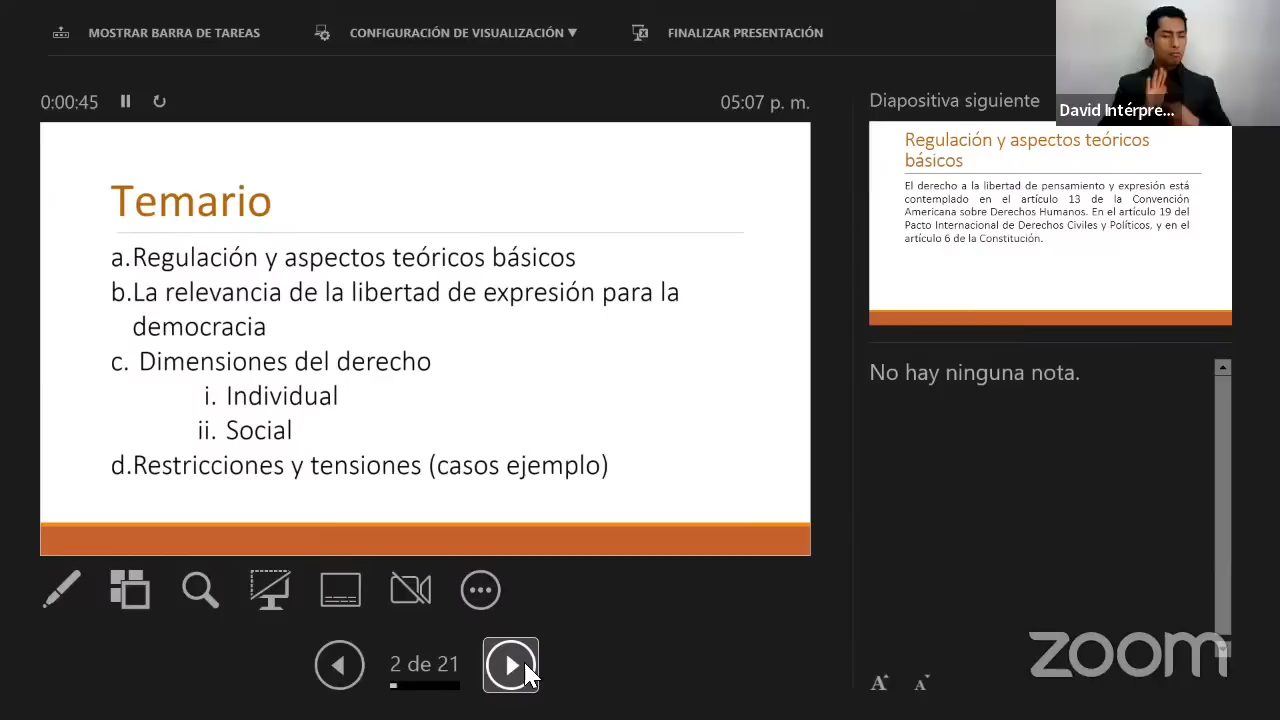 MOSTRAR BARRA DE TAREAS
CONFIGURACIÓN DE VISUALIZACIÓN ▼
FINALIZAR PRESENTACIÓN
David Intérpre...
0:00:45
05:07 p. m.
Temario
a.Regulación y aspectos teóricos básicos
b.La relevancia de la libertad de expresión para la
democracia
c. Dimensiones del derecho
i. Individual
ii. Social
d.Restricciones y tensiones (casos ejemplo)
2 de 21
Diapositiva siguiente
Regulación y aspectos teóricos
básicos
El derecho a la libertad de pensamiento y expresión está
contemplado en el artículo 13 de la Convención
Americana sobre Derechos Humanos. En el artículo 19 del
Pacto Internacional de Derechos Civiles y Políticos, y en el
artículo 6 de la Constitución.
No hay ninguna nota.
A A
zoom